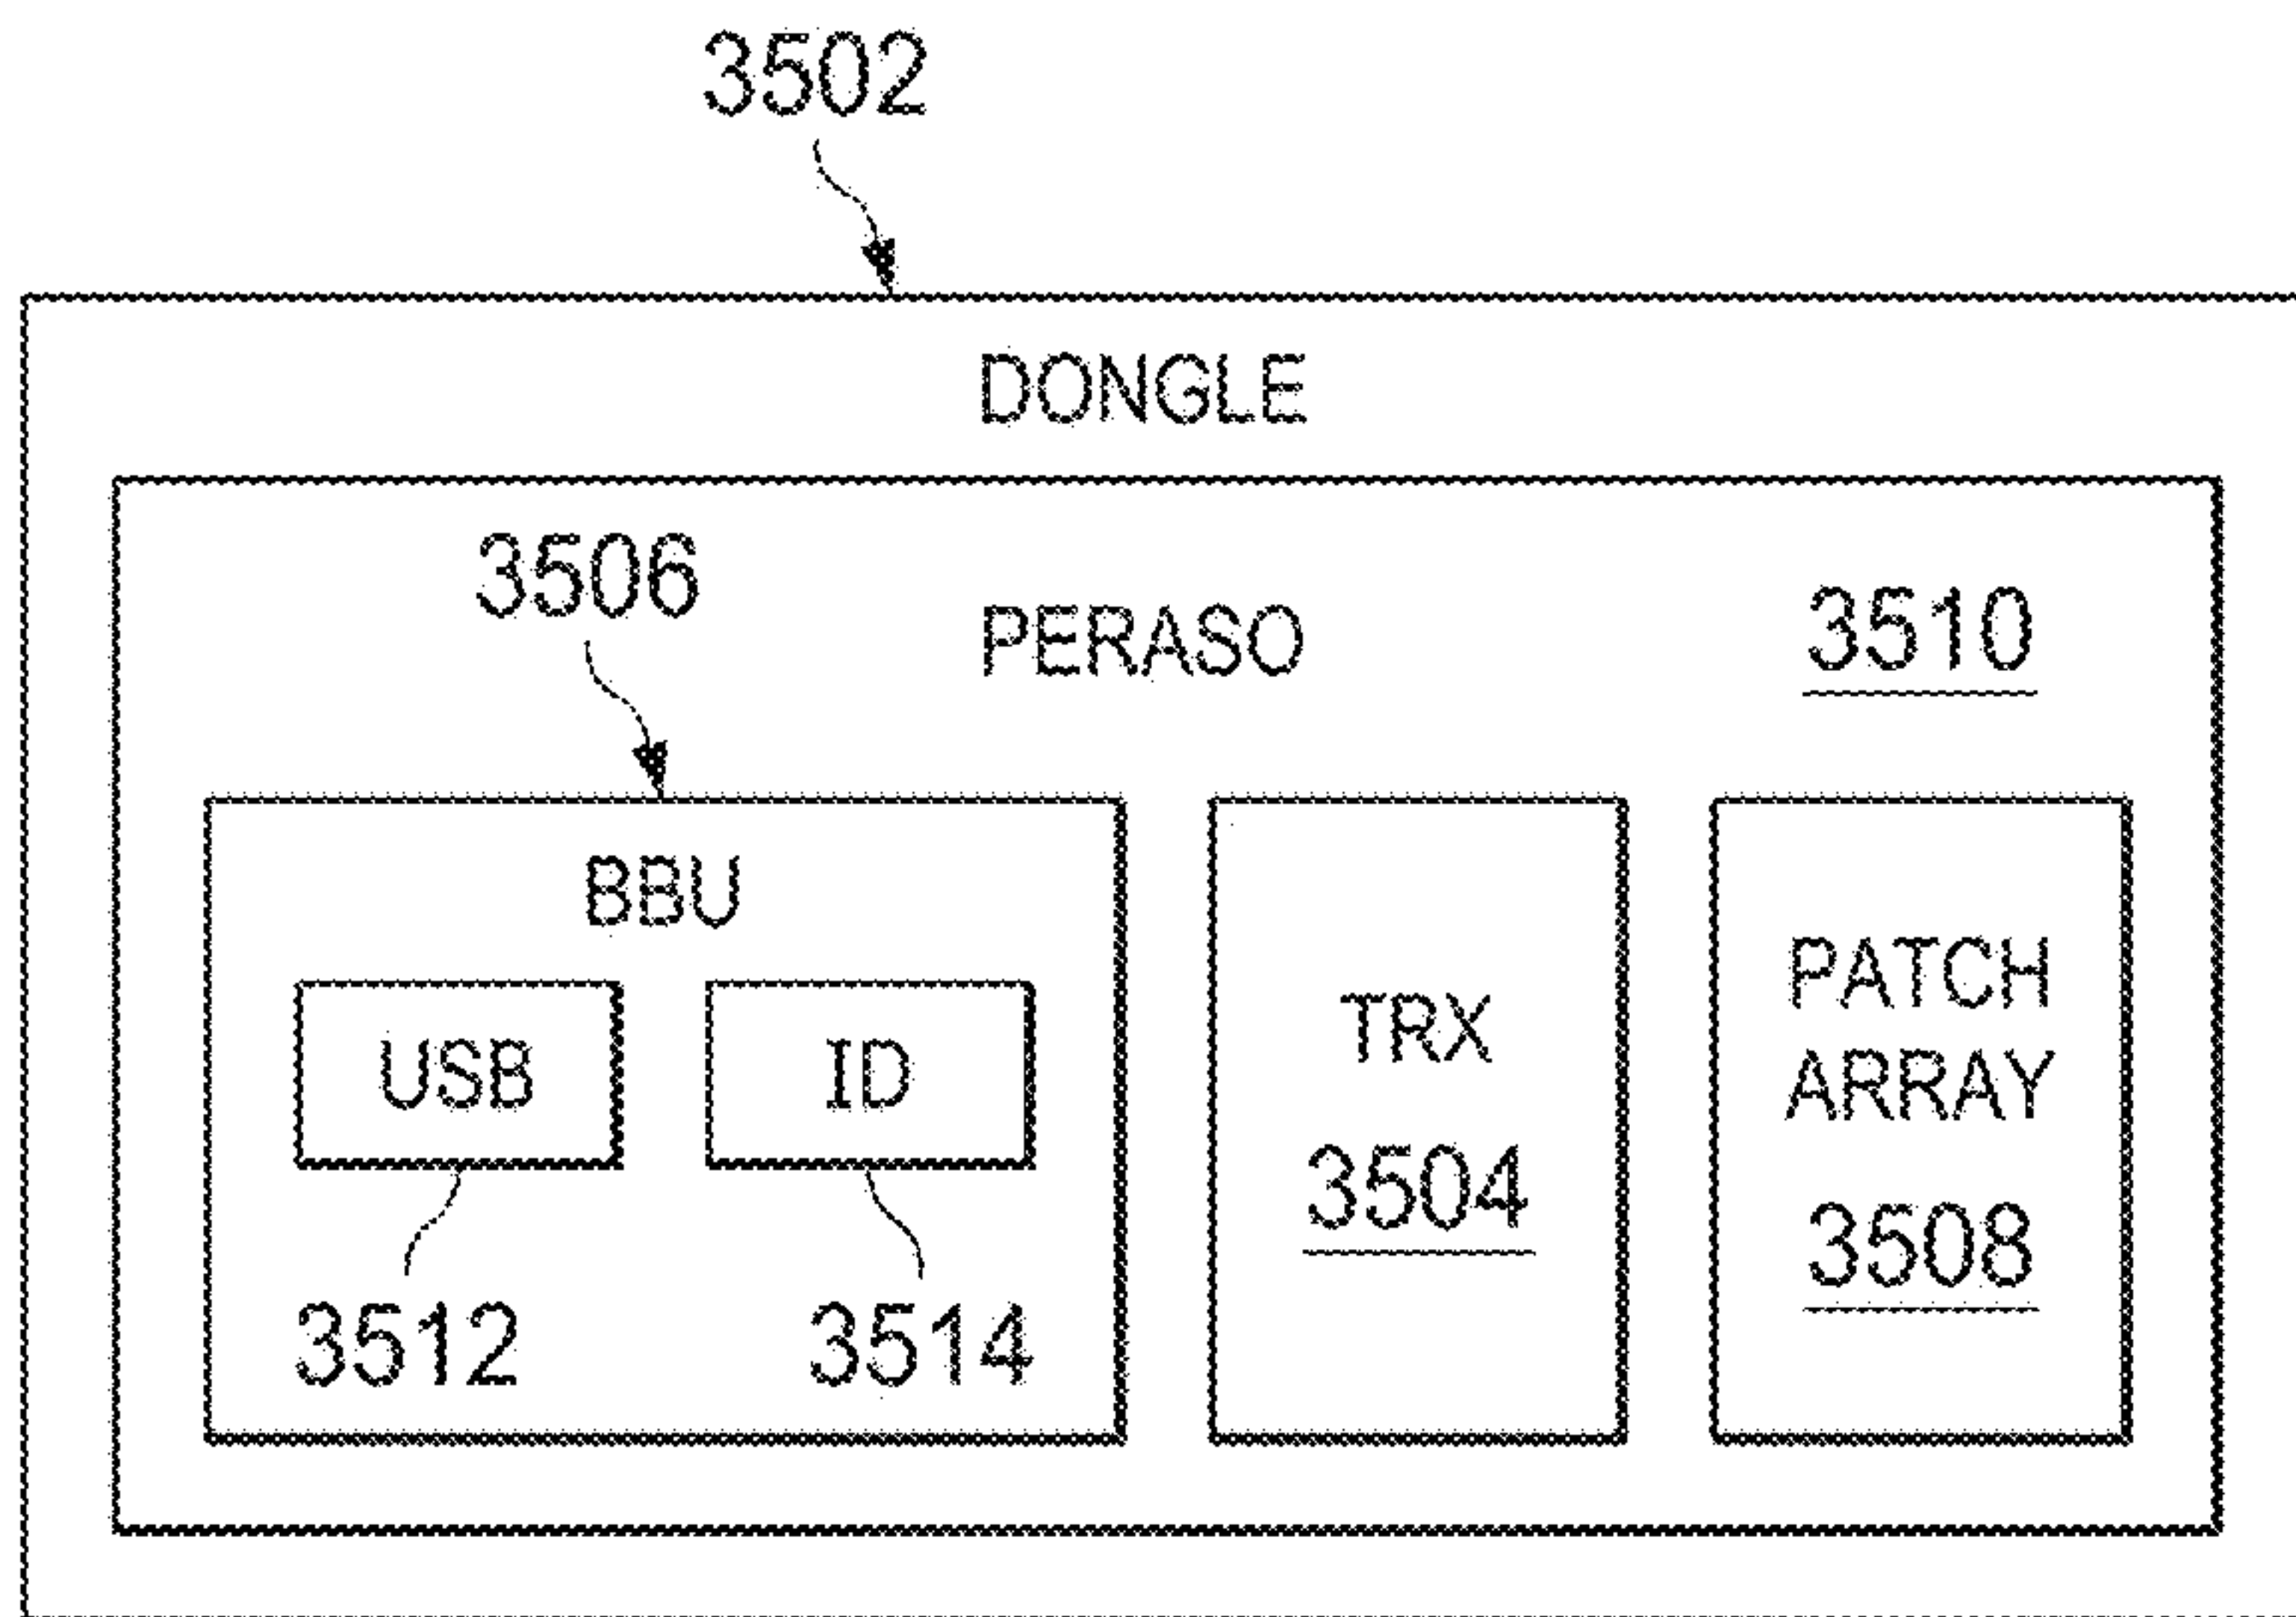 3502
DONGLE
3506
PERASO
3510
BBU
USB
ID
3512
3514
TRX
3504
PATCH
ARRAY
3508